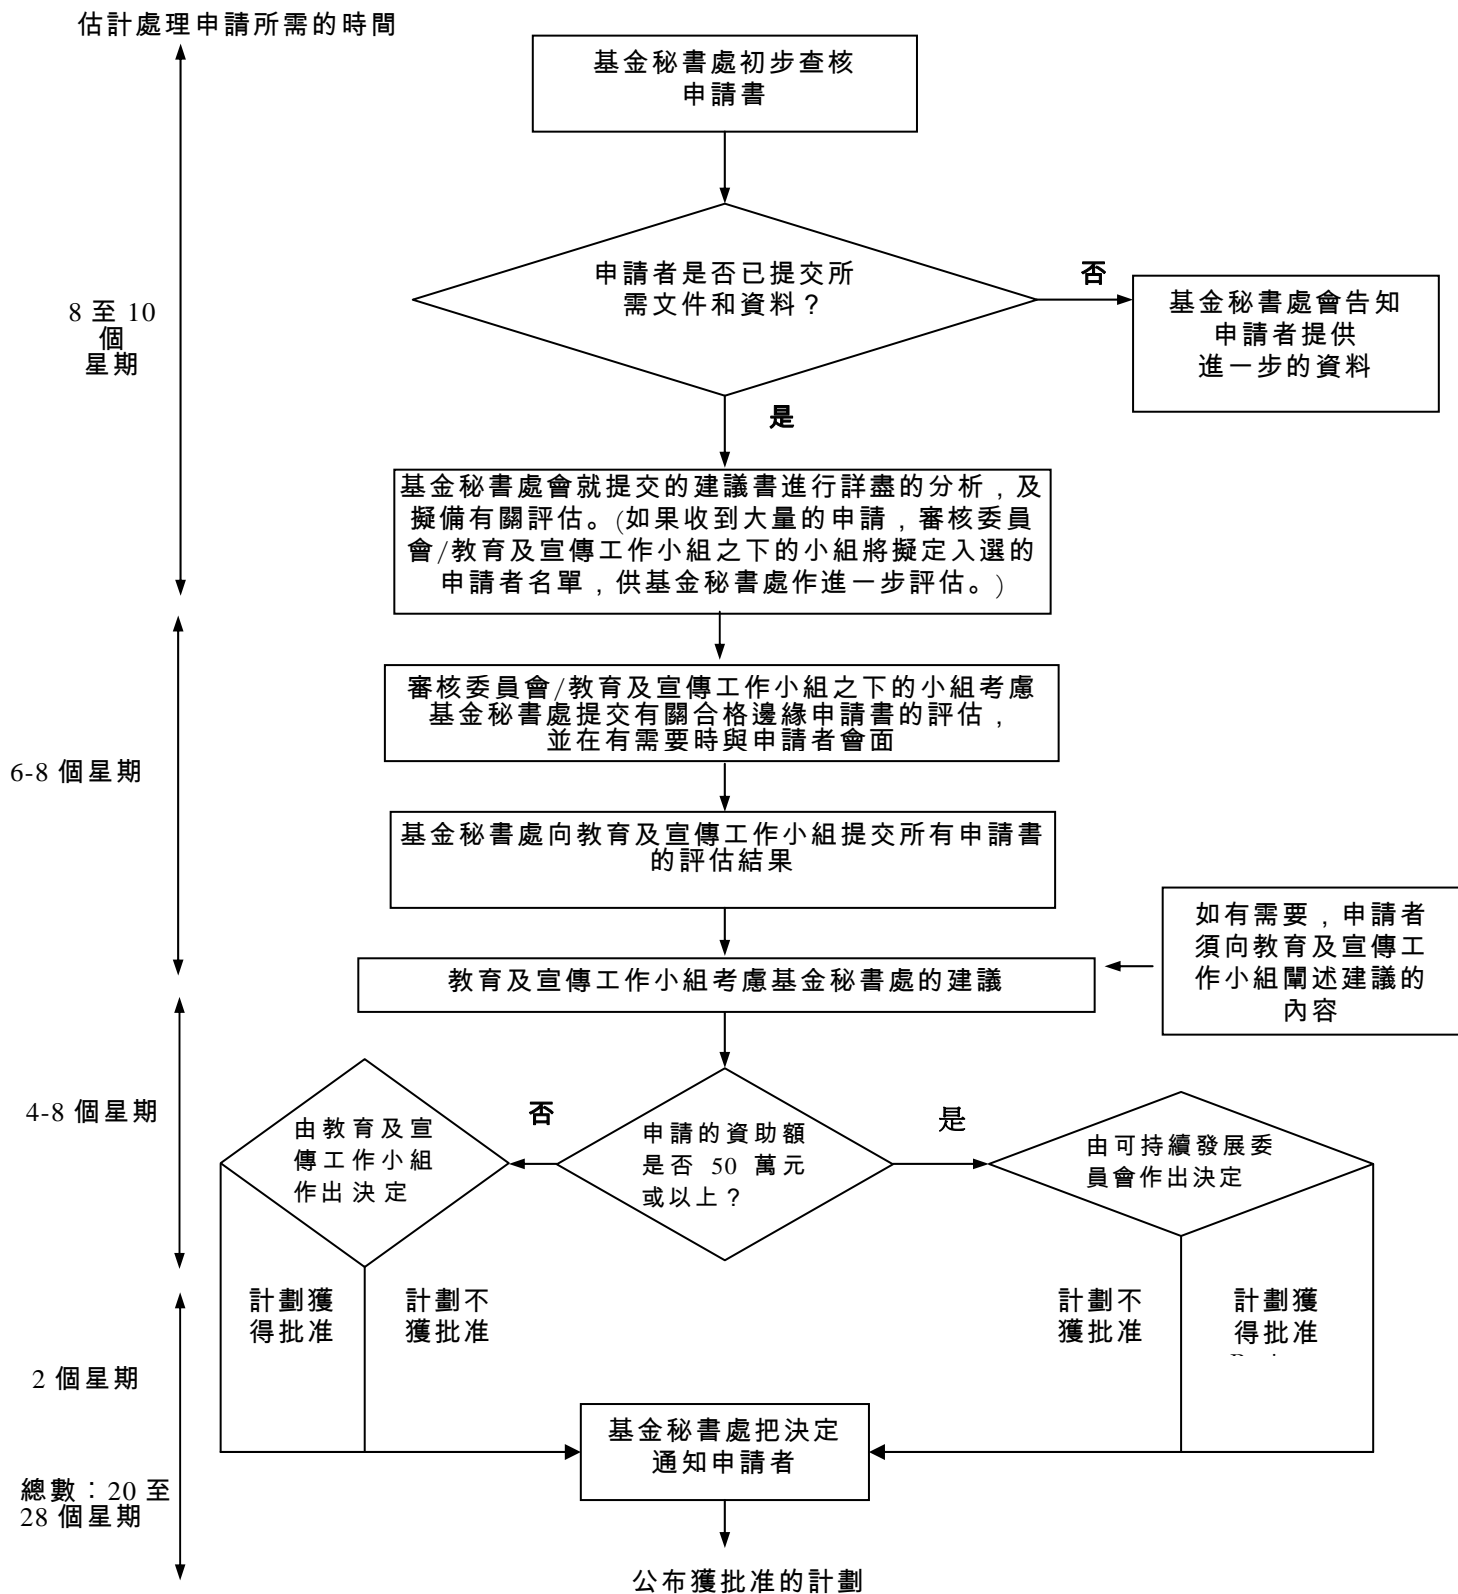 估計處理申請所需的時間
基金秘書處初步查核
申請書
申請者是否已提交所
需文件和資料？
否
基金秘書處會告知
申請者提供
進一步的資料
8 至 10
個
星期
是
基金秘書處會就提交的建議書進行詳盡的分析，及
擬備有關評估。(如果收到大量的申請，審核委員
會/教育及宣傳工作小組之下的小組將擬定入選的
申請者名單，供基金秘書處作進一步評估。)
審核委員會/教育及宣傳工作小組之下的小組考慮
基金秘書處提交有關合格邊緣申請書的評估，
並在有需要時與申請者會面
6-8 個星期
基金秘書處向教育及宣傳工作小組提交所有申請書
的評估結果
如有需要，申請者
須向教育及宣傳工
作小組闡述建議的
內容
教育及宣傳工作小組考慮基金秘書處的建議
4-8 個星期
由教育及宣
傳工作小組
作出決定
否
申請的資助額
是否 50 萬元
或以上？
是
由可持續發展委
員會作出決定
計劃獲
得批准
計劃不
獲批准
計劃不
獲批准
計劃獲
得批准
2 個星期
基金秘書處把決定
通知申請者
總數：20 至
28 個星期
公布獲批准的計劃